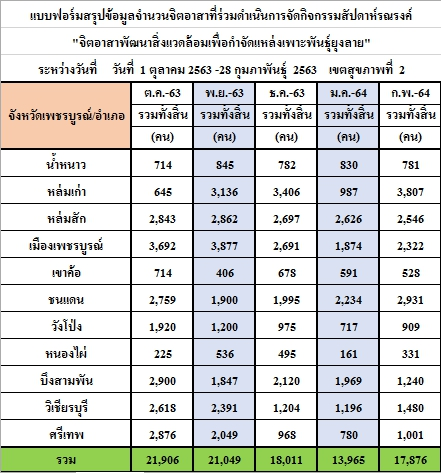 แบบฟอร์มสรุปข้อมูลจำนวนจิตอาสาที่ร่วมดำเนินการจัดกิจกรรมสัปดาห์รณรงค์
"จิตอาสาพัฒนาสิ่งแวดล้อมเพื่อกำจัดแหล่งเพาะพันธุ์ยุงลาย"
ระหว่างวันที่ วันที่ 1 ตุลาคม 2563 -28 กุมภาพันธุ์ 2563 เขตสุขภาพที่ 2
จังหวัดเพชรบูรณ์/อำเภอ ต.ค.-63 พ.ย.-63 ธ.ค.-63 ม.ค.-64 ก.พ.-64
รวมทั้งสิ้น รวมทั้งสิ้น รวมทั้งสิ้น รวมทั้งสิ้น รวมทั้งสิ้น
(คน) (คน) (คน) (คน) (คน)
น้ำหนาว 714 845 782 830 781
หล่มเก่า 645 3,136 3,406 987 3,807
หล่มสัก 2,843 2,862 2,697 2,626 2,546
เมืองเพชรบูรณ์ 3,692 3,877 2,691 1,874 2,322
เขาค้อ 714 406 678 591 528
ชนแดน 2,759 1,900 1,995 2,234 2,931
วังโป่ง 1,920 1,200 975 717 909
หนองไผ่ 225 536 495 161 331
บึงสามพัน 2,900 1,847 2,120 1,969 1,240
วิเชียรบุรี 2,618 2,391 1,204 1,196 1,480
ศรีเทพ 2,876 2,049 968 780 1,001
รวม 21,906 21,049 18,011 13,965 17,876